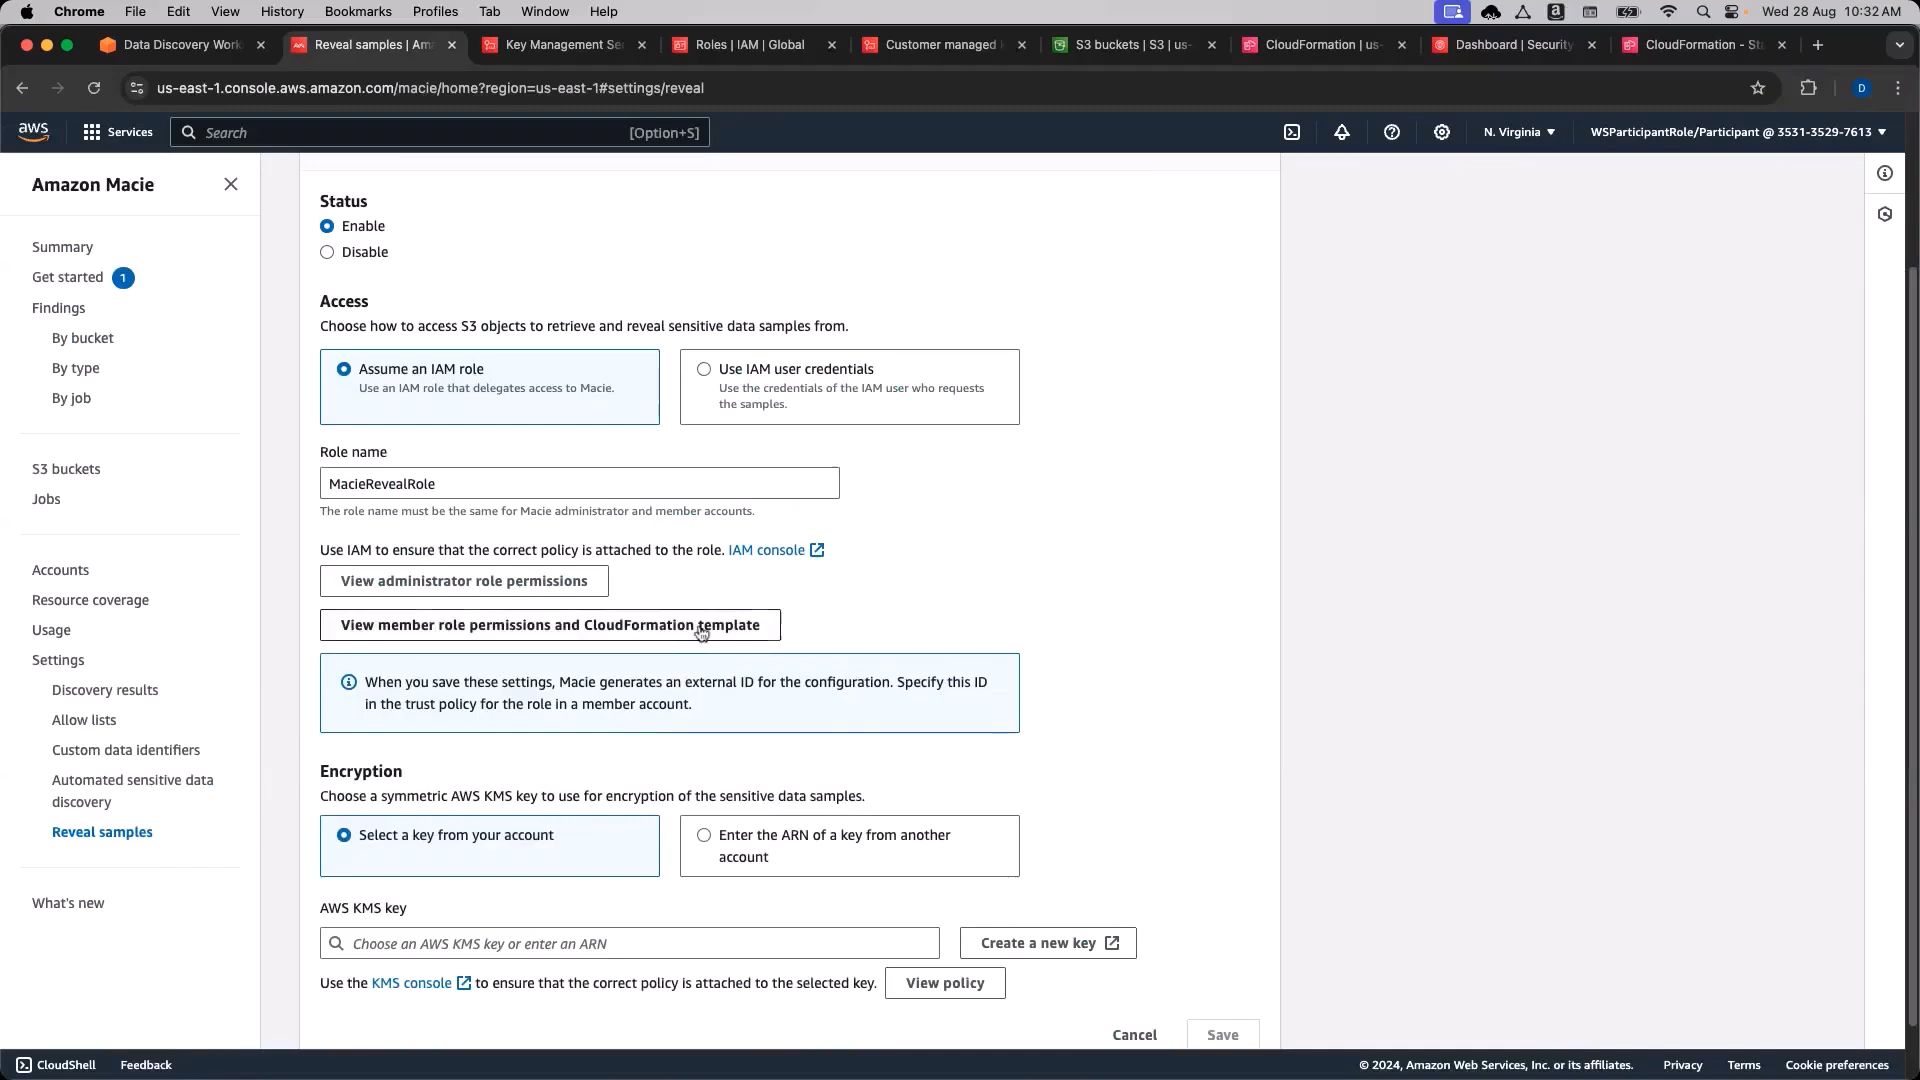 Chrome File Edit View History Bookmarks Profiles Tab Window Help Wed 28 Aug 10:32 AM
Data Discovery Work Reveal samples | Ama Key Management Se Roles | IAM | Global Customer managed S3 buckets | S3 | us- CloudFormation | us- Dashboard | Security CloudFormation - Sta
us-east-1.console.aws.amazon.com/macie/home?region=us-east-1#settings/reveal D
aws Services Search [Option+S] N. Virginia WSParticipantRole/Participant @ 3531-3529-7613
Amazon Macie
Summary
Get started 1
Findings
By bucket
By type
By job
S3 buckets
Jobs
Accounts
Resource coverage
Usage
Settings
Discovery results
Allow lists
Custom data identifiers
Automated sensitive data
discovery
Reveal samples
What's new
Status
Enable
Disable
Access
Choose how to access S3 objects to retrieve and reveal sensitive data samples from.
Assume an IAM role
Use an IAM role that delegates access to Macie.
Use IAM user credentials
Use the credentials of the IAM user who requests
the samples.
Role name
MacieRevealRole
The role name must be the same for Macie administrator and member accounts.
Use IAM to ensure that the correct policy is attached to the role. IAM console
View administrator role permissions
View member role permissions and CloudFormation template
When you save these settings, Macie generates an external ID for the configuration. Specify this ID
in the trust policy for the role in a member account.
Encryption
Choose a symmetric AWS KMS key to use for encryption of the sensitive data samples.
Select a key from your account
Enter the ARN of a key from another
account
AWS KMS key
Choose an AWS KMS key or enter an ARN
Create a new key
Use the KMS console to ensure that the correct policy is attached to the selected key. View policy
Cancel Save
CloudShell Feedback © 2024, Amazon Web Services, Inc. or its affiliates. Privacy Terms Cookie preferences